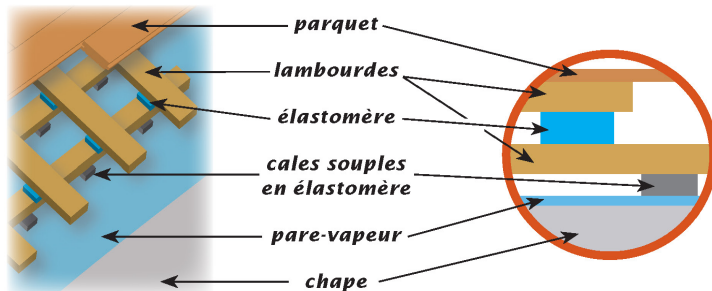 parquet
lambourdes
élastomère
cales souples
en élastomère
pare-vapeur
chape